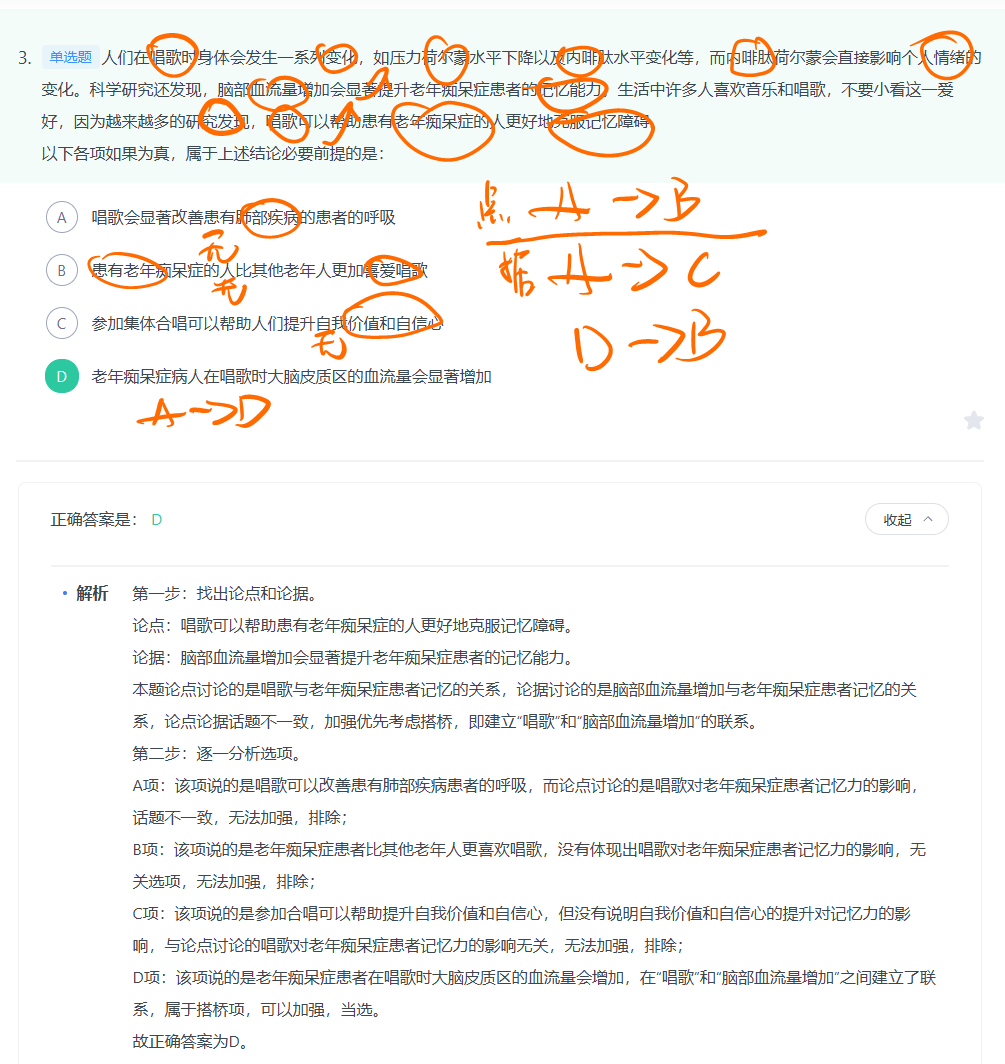 3. 单选题 人们在唱歌时身体会发生一系列变化，如压力荷尔蒙水平下降以及内啡肽水平变化等，而内啡肽荷尔蒙会直接影响个人情绪的
变化。科学研究还发现，脑部血流量增加会显著提升老年痴呆症患者的记忆能力。生活中许多人喜欢音乐和唱歌，不要小看这一爱
好，因为越来越多的研究发现，唱歌可以帮助患有老年痴呆症的人更好地克服记忆障碍。
以下各项如果为真，属于上述结论必要前提的是：
A 唱歌会显著改善患有肺部疾病的患者的呼吸
无
B 患有老年痴呆症的人比其他老年人更加喜爱唱歌
无
C 参加集体合唱可以帮助人们提升自我价值和自信心
无
D 老年痴呆症病人在唱歌时大脑皮质区的血流量会显著增加
A→D
点 A→B
据 A→C
D→B
正确答案是： D
收起
• 解析 第一步：找出论点和论据。
论点：唱歌可以帮助患有老年痴呆症的人更好地克服记忆障碍。
论据：脑部血流量增加会显著提升老年痴呆症患者的记忆能力。
本题论点讨论的是唱歌与老年痴呆症患者记忆的关系，论据讨论的是脑部血流量增加与老年痴呆症患者记忆的关
系，论点论据话题不一致，加强优先考虑搭桥，即建立“唱歌”和“脑部血流量增加”的联系。
第二步：逐一分析选项。
A项：该项说的是唱歌可以改善患有肺部疾病患者的呼吸，而论点讨论的是唱歌对老年痴呆症患者记忆力的影响，
话题不一致，无法加强，排除；
B项：该项说的是老年痴呆症患者比其他老年人更喜欢唱歌，没有体现出唱歌对老年痴呆症患者记忆力的影响，无
关选项，无法加强，排除；
C项：该项说的是参加合唱可以帮助提升自我价值和自信心，但没有说明自我价值和自信心的提升对记忆力的影
响，与论点讨论的唱歌对老年痴呆症患者记忆力的影响无关，无法加强，排除；
D项：该项说的是老年痴呆症患者在唱歌时大脑皮质区的血流量会增加，在“唱歌”和“脑部血流量增加”之间建立了联
系，属于搭桥项，可以加强，当选。
故正确答案为D。